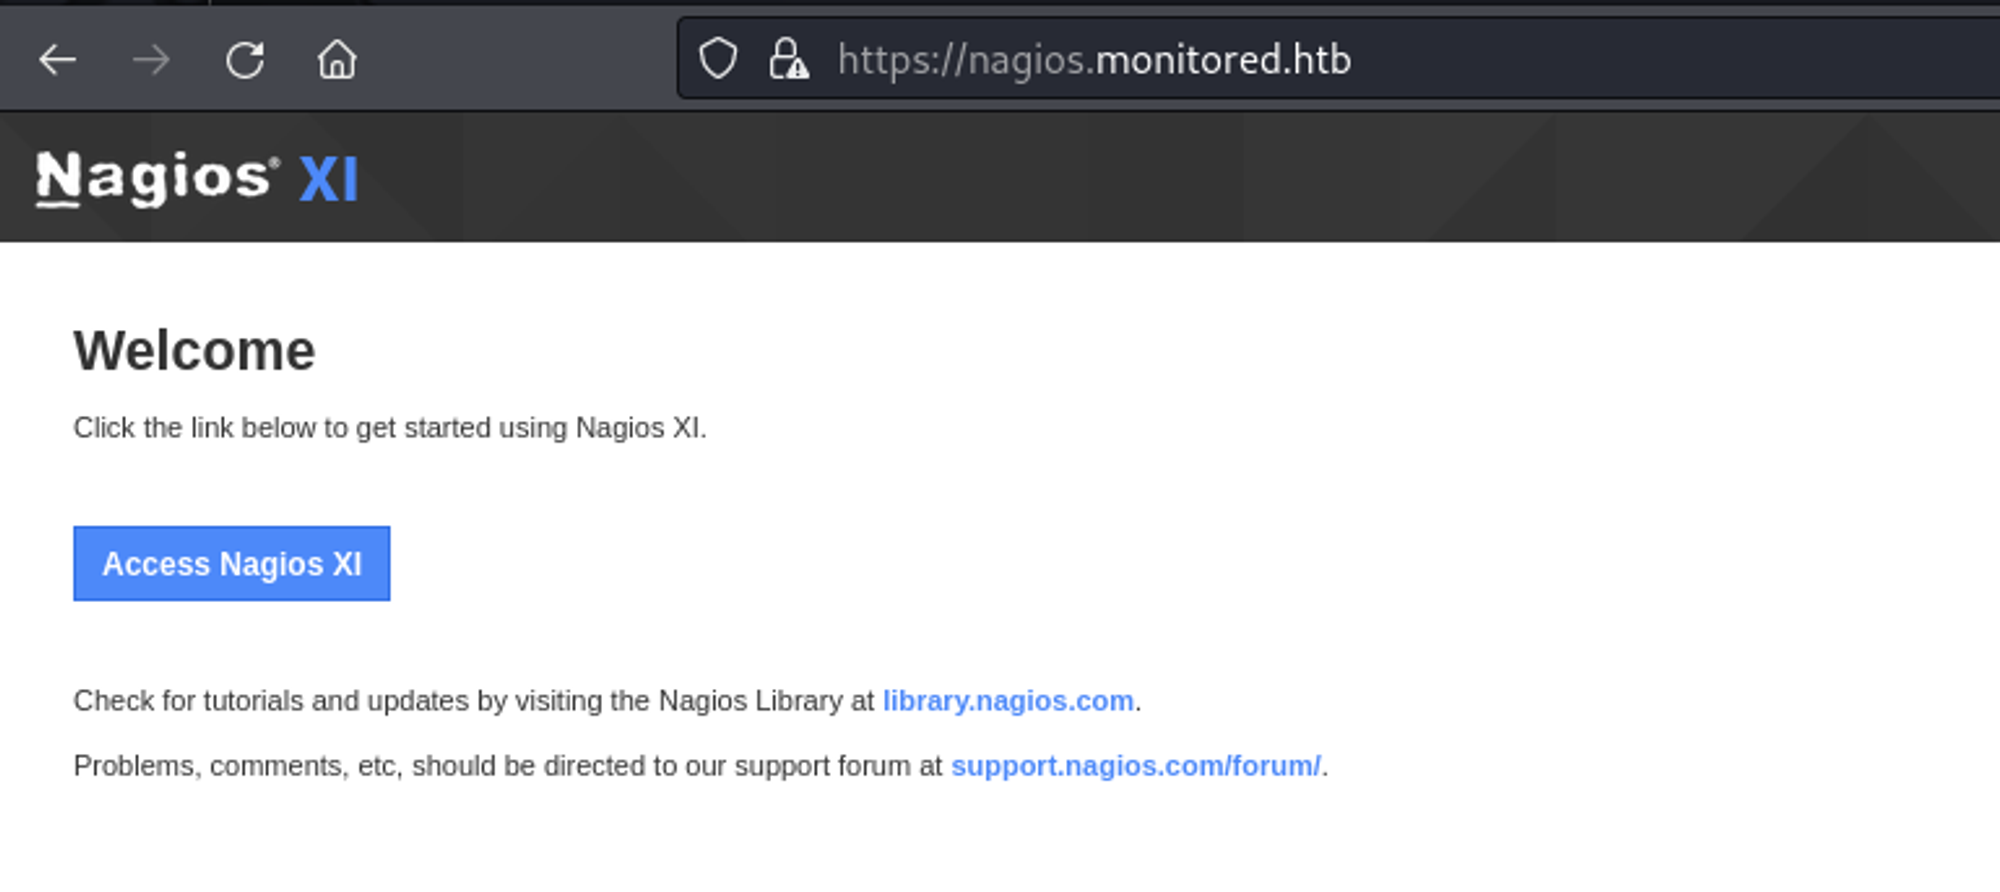 https://nagios.monitored.htb
Nagios® XI
Welcome
Click the link below to get started using Nagios XI.
Access Nagios XI
Check for tutorials and updates by visiting the Nagios Library at library.nagios.com.
Problems, comments, etc, should be directed to our support forum at support.nagios.com/forum/.